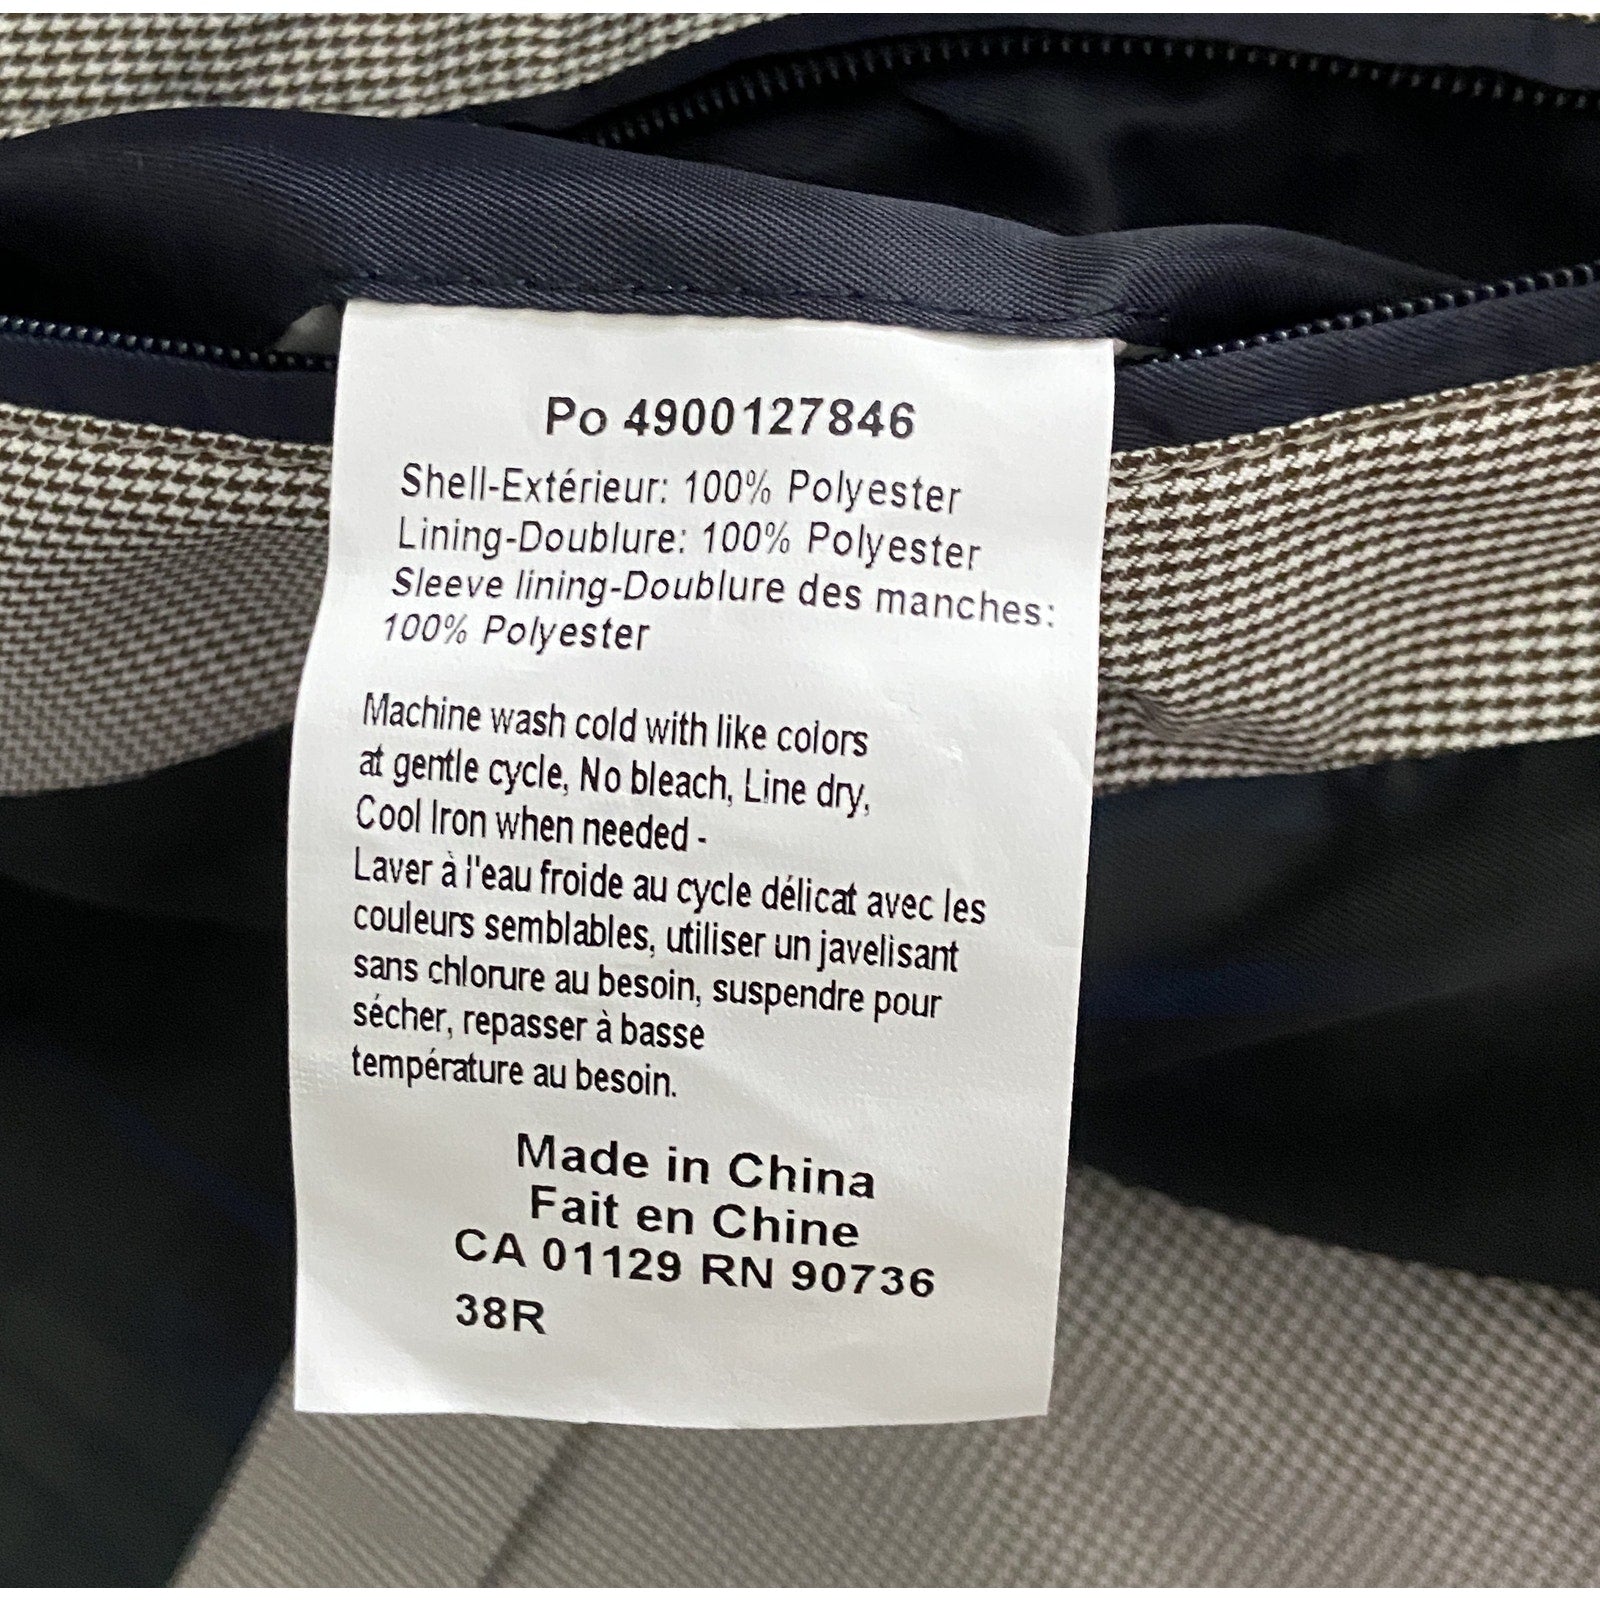 Po 4900127846
Shell-Extérieur: 100% Polyester
Lining-Doublure: 100% Polyester
Sleeve lining-Doublure des manches:
100% Polyester
Machine wash cold with like colors
at gentle cycle, No bleach, Line dry,
Cool Iron when needed -
Laver à l'eau froide au cycle délicat avec les
couleurs semblables, utiliser un javelisant
sans chlorure au besoin, suspendre pour
sécher, repasser à basse
température au besoin.
Made in China
Fait en Chine
CA 01129 RN 90736
38R